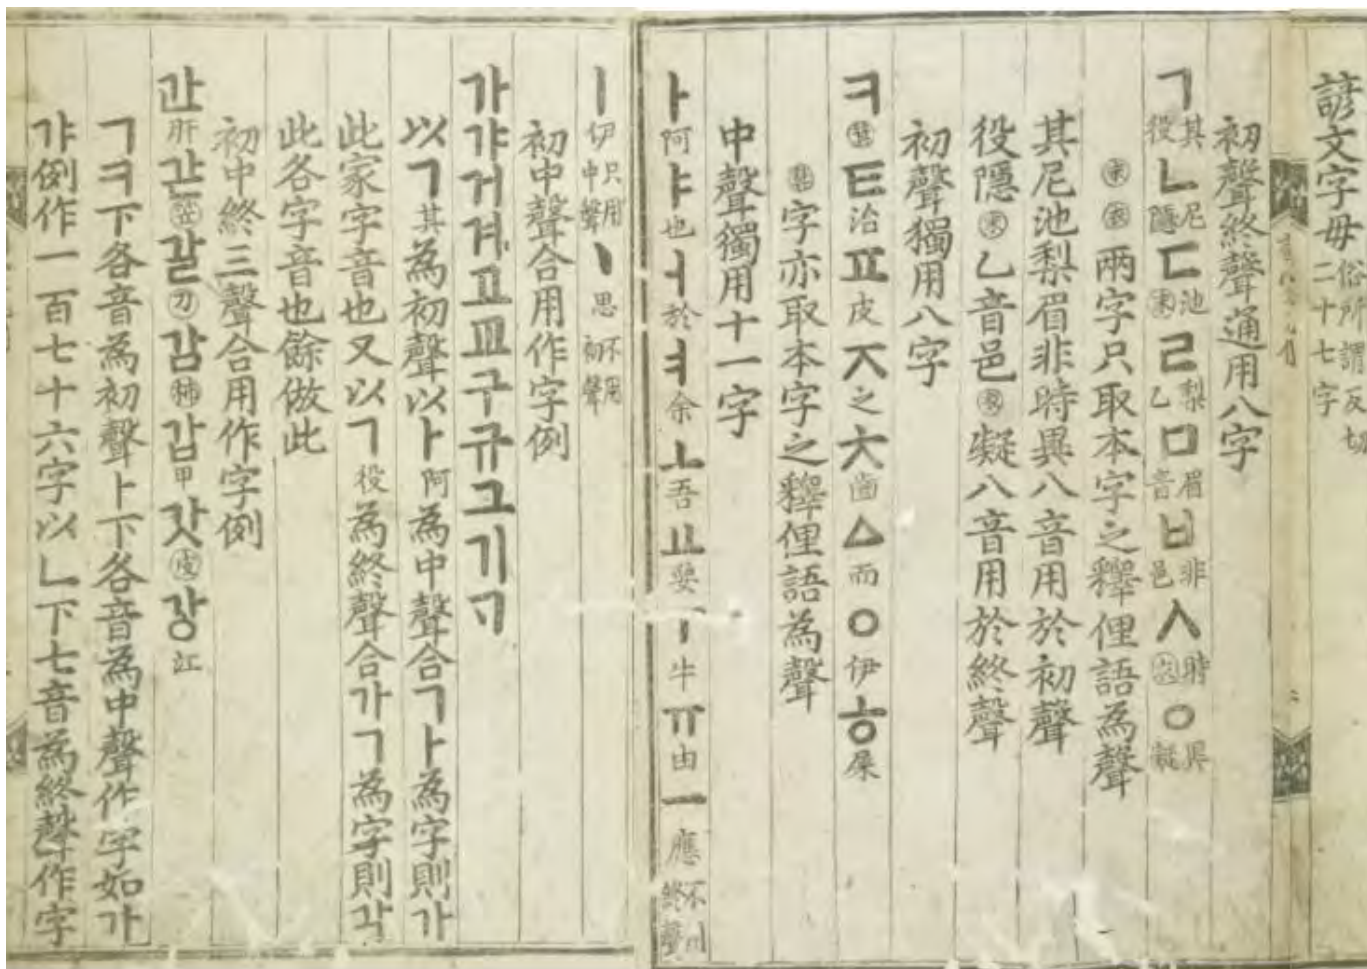 諺文字母俗所謂反切二十七字
初聲終聲通用八字
ㄱ其役ㄴ尼隱ㄷ池末ㄹ梨乙ㅁ眉音ㅂ非邑ㅅ時衣ㆁ異凝
末衣兩字只取本字之釋俚語為聲
其尼池梨眉非時異八音用於初聲
役隱末乙音邑衣凝八音用於終聲
初聲獨用八字
ㅋ箕ㅌ治ㅍ皮ㅈ之ㅊ齒ㅿ而ㅇ伊ㅎ屎
箕字亦取本字之釋俚語為聲
中聲獨用十一字
ㅏ阿ㅑ也ㅓ於ㅕ余ㅗ吾ㅛ要ㅜ牛ㅠ由ㅡ應不用終聲
ㅣ伊只用中聲ㆍ思不用初聲
初中聲合用作字例
가갸거겨고교구규그기ᄀᆞ
以ㄱ其為初聲以ㅏ阿為中聲合ㄱㅏ為字則가
此家字音也又以ㄱ役為終聲合가ㄱ為字則각
此各字音也餘倣此
初中終三聲合用作字例
간肝갇笠갈刀감柿갑甲갓皮강江
ㄱㅋ下各音為初聲ㅏ下各音為中聲作字如가
갸例作一百七十六字以ㄴ下七音為終聲作字